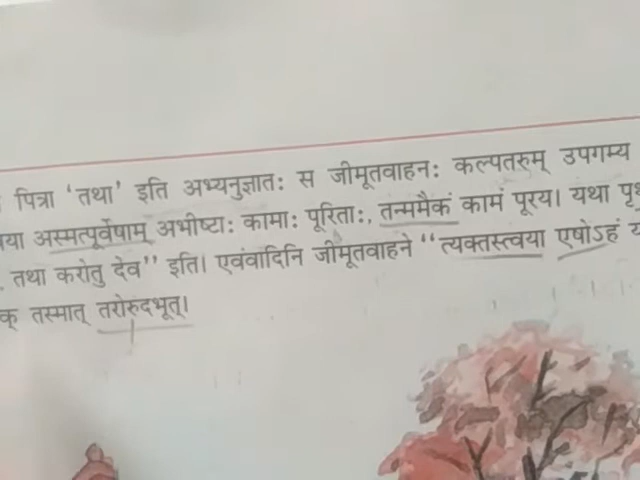 पित्रा ‘तथा’ इति अभ्यनुज्ञातः स जीमूतवाहनः कल्पतरुम् उपगम्य
अस्मत्पूर्वेषाम् अभीष्टाः कामाः पूरिताः, तन्ममैकं कामं पूरय। यथा
तथा करोतु देव” इति। एवंवादिनि जीमूतवाहने “त्यक्तस्त्वया एषोऽहं
तस्मात् तरोरुदभूत्।